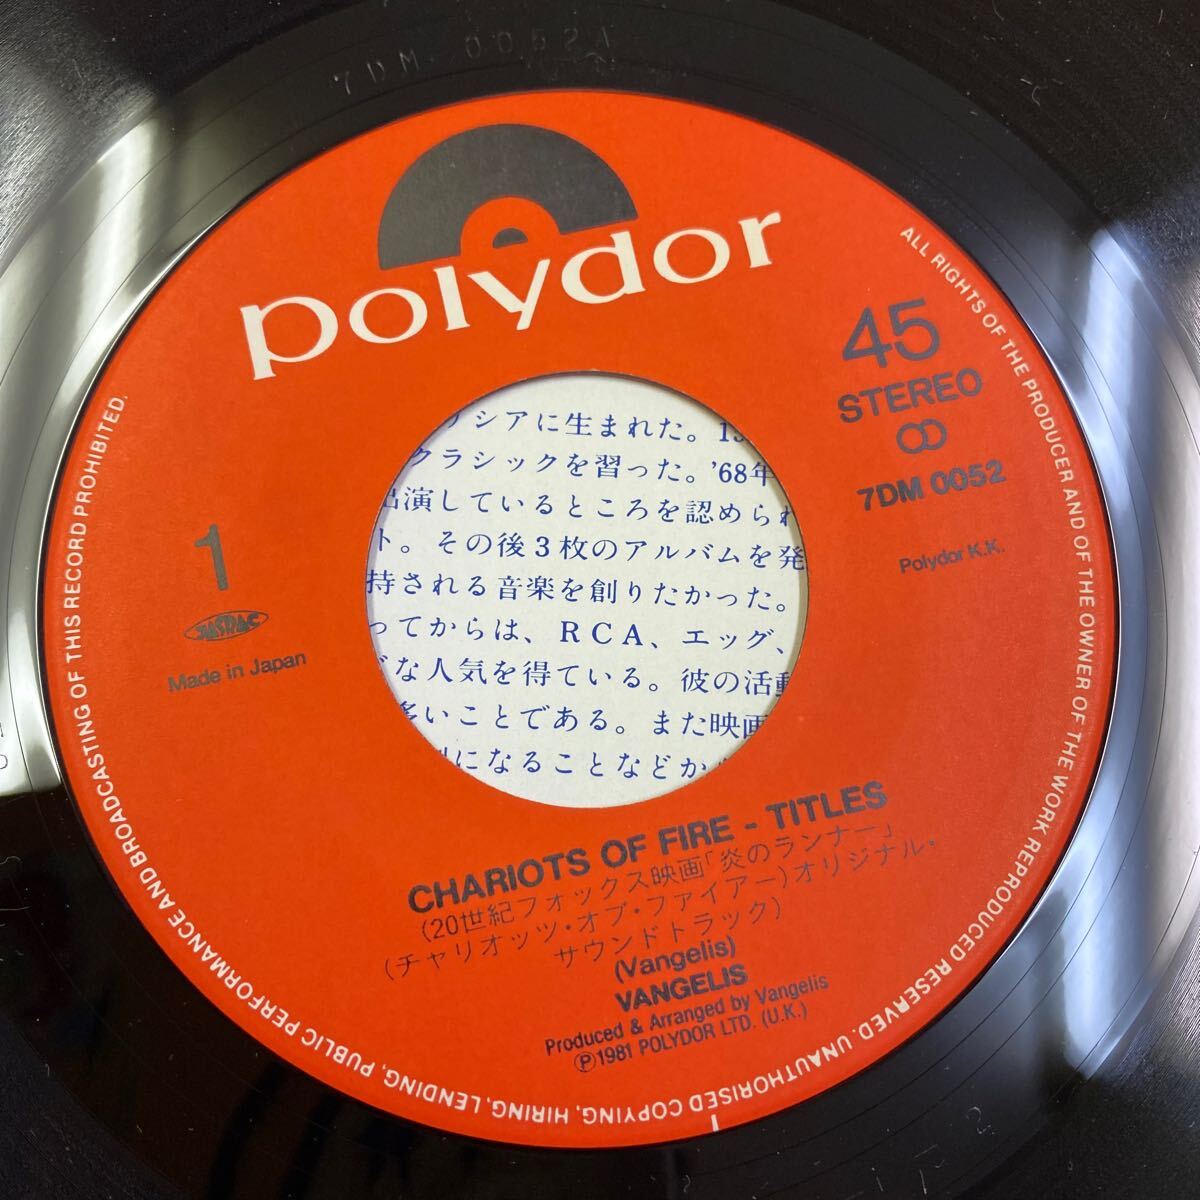 7DM 0052A
polydor
45
STEREO
7DM 0052
Polydor K.K.
1
JASRAC
Made in Japan
シアに生まれた。
クラシックを習った。'68年
出演しているところを認められ
ト。その後3枚のアルバムを発
持される音楽を創りたかった。
ってからは、RCA、エッグ、
な人気を得ている。彼の活動
多いことである。また映画
になることなどか
CHARIOTS OF FIRE - TITLES
(20世紀フォックス映画「炎のランナー」
(チャリオッツ・オブ・ファイアー)オリジナル・
サウンドトラック)
(Vangelis)
VANGELIS
Produced & Arranged by Vangelis
Ⓟ1981 POLYDOR LTD. (U.K.)
ALL RIGHTS OF THE PRODUCER AND OF THE OWNER OF THE WORK REPRODUCED RESERVED. UNAUTHORISED COPYING, HIRING, LENDING, PUBLIC PERFORMANCE AND BROADCASTING OF THIS RECORD PROHIBITED.